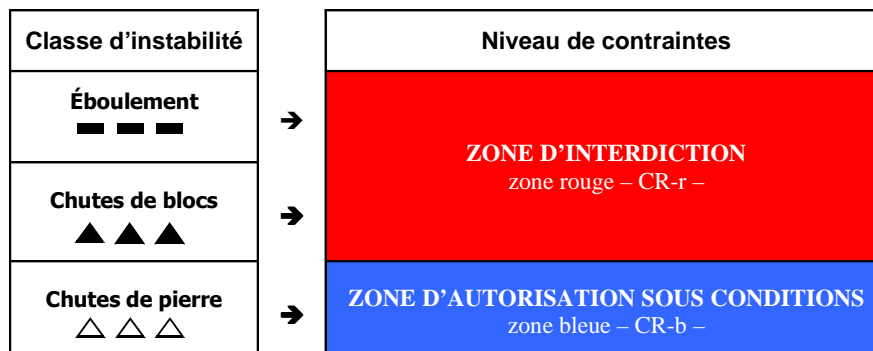 Classe d’instabilité
Niveau de contraintes
Éboulement
ZONE D’INTERDICTION
zone rouge – CR-r –
Chutes de blocs
Chutes de pierre
ZONE D’AUTORISATION SOUS CONDITIONS
zone bleue – CR-b –